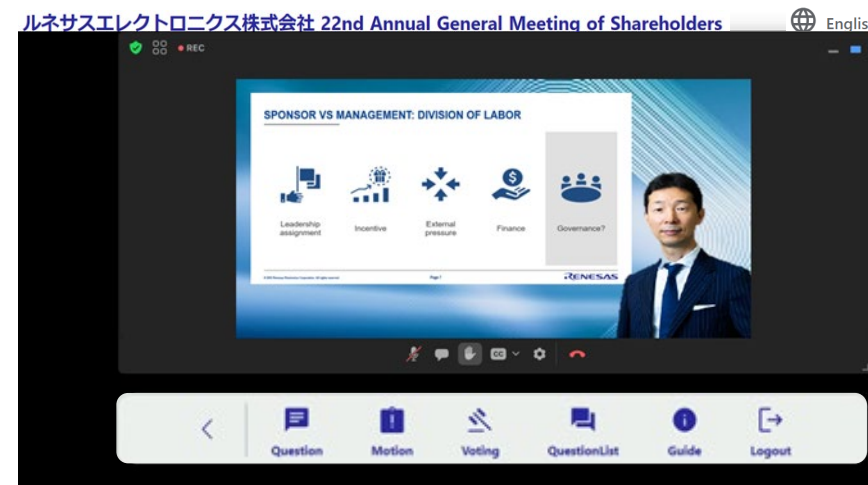 ルネサスエレクトロニクス株式会社 22nd Annual General Meeting of Shareholders
Englis
REC
SPONSOR VS MANAGEMENT: DIVISION OF LABOR
Leadership
assignment
Incentive
External
pressure
Finance
Governance?
Page 7
RENESAS
CC
Question
Motion
Voting
QuestionList
Guide
Logout